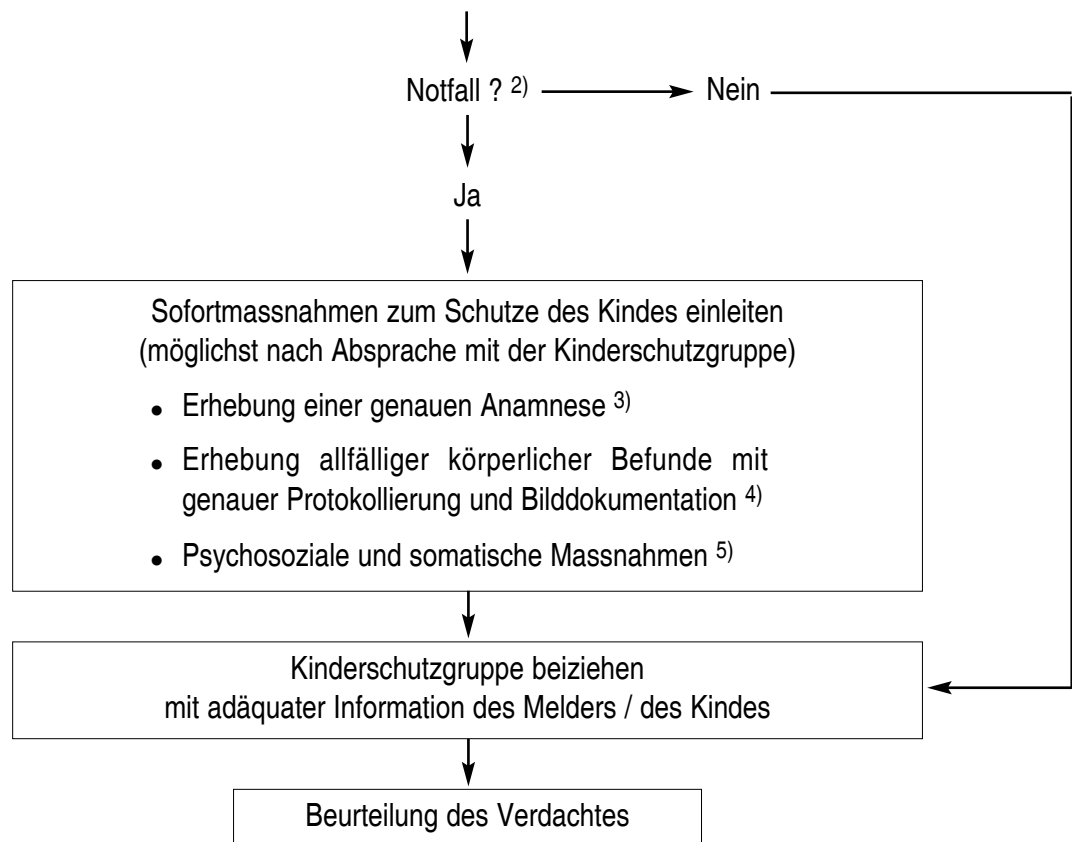 Notfall ? 2)
Nein
Ja
Sofortmassnahmen zum Schutze des Kindes einleiten
(möglichst nach Absprache mit der Kinderschutzgruppe)
• Erhebung einer genauen Anamnese 3)
• Erhebung allfälliger körperlicher Befunde mit
genauer Protokollierung und Bilddokumentation 4)
• Psychosoziale und somatische Massnahmen 5)
Kinderschutzgruppe beiziehen
mit adäquater Information des Melders / des Kindes
Beurteilung des Verdachtes